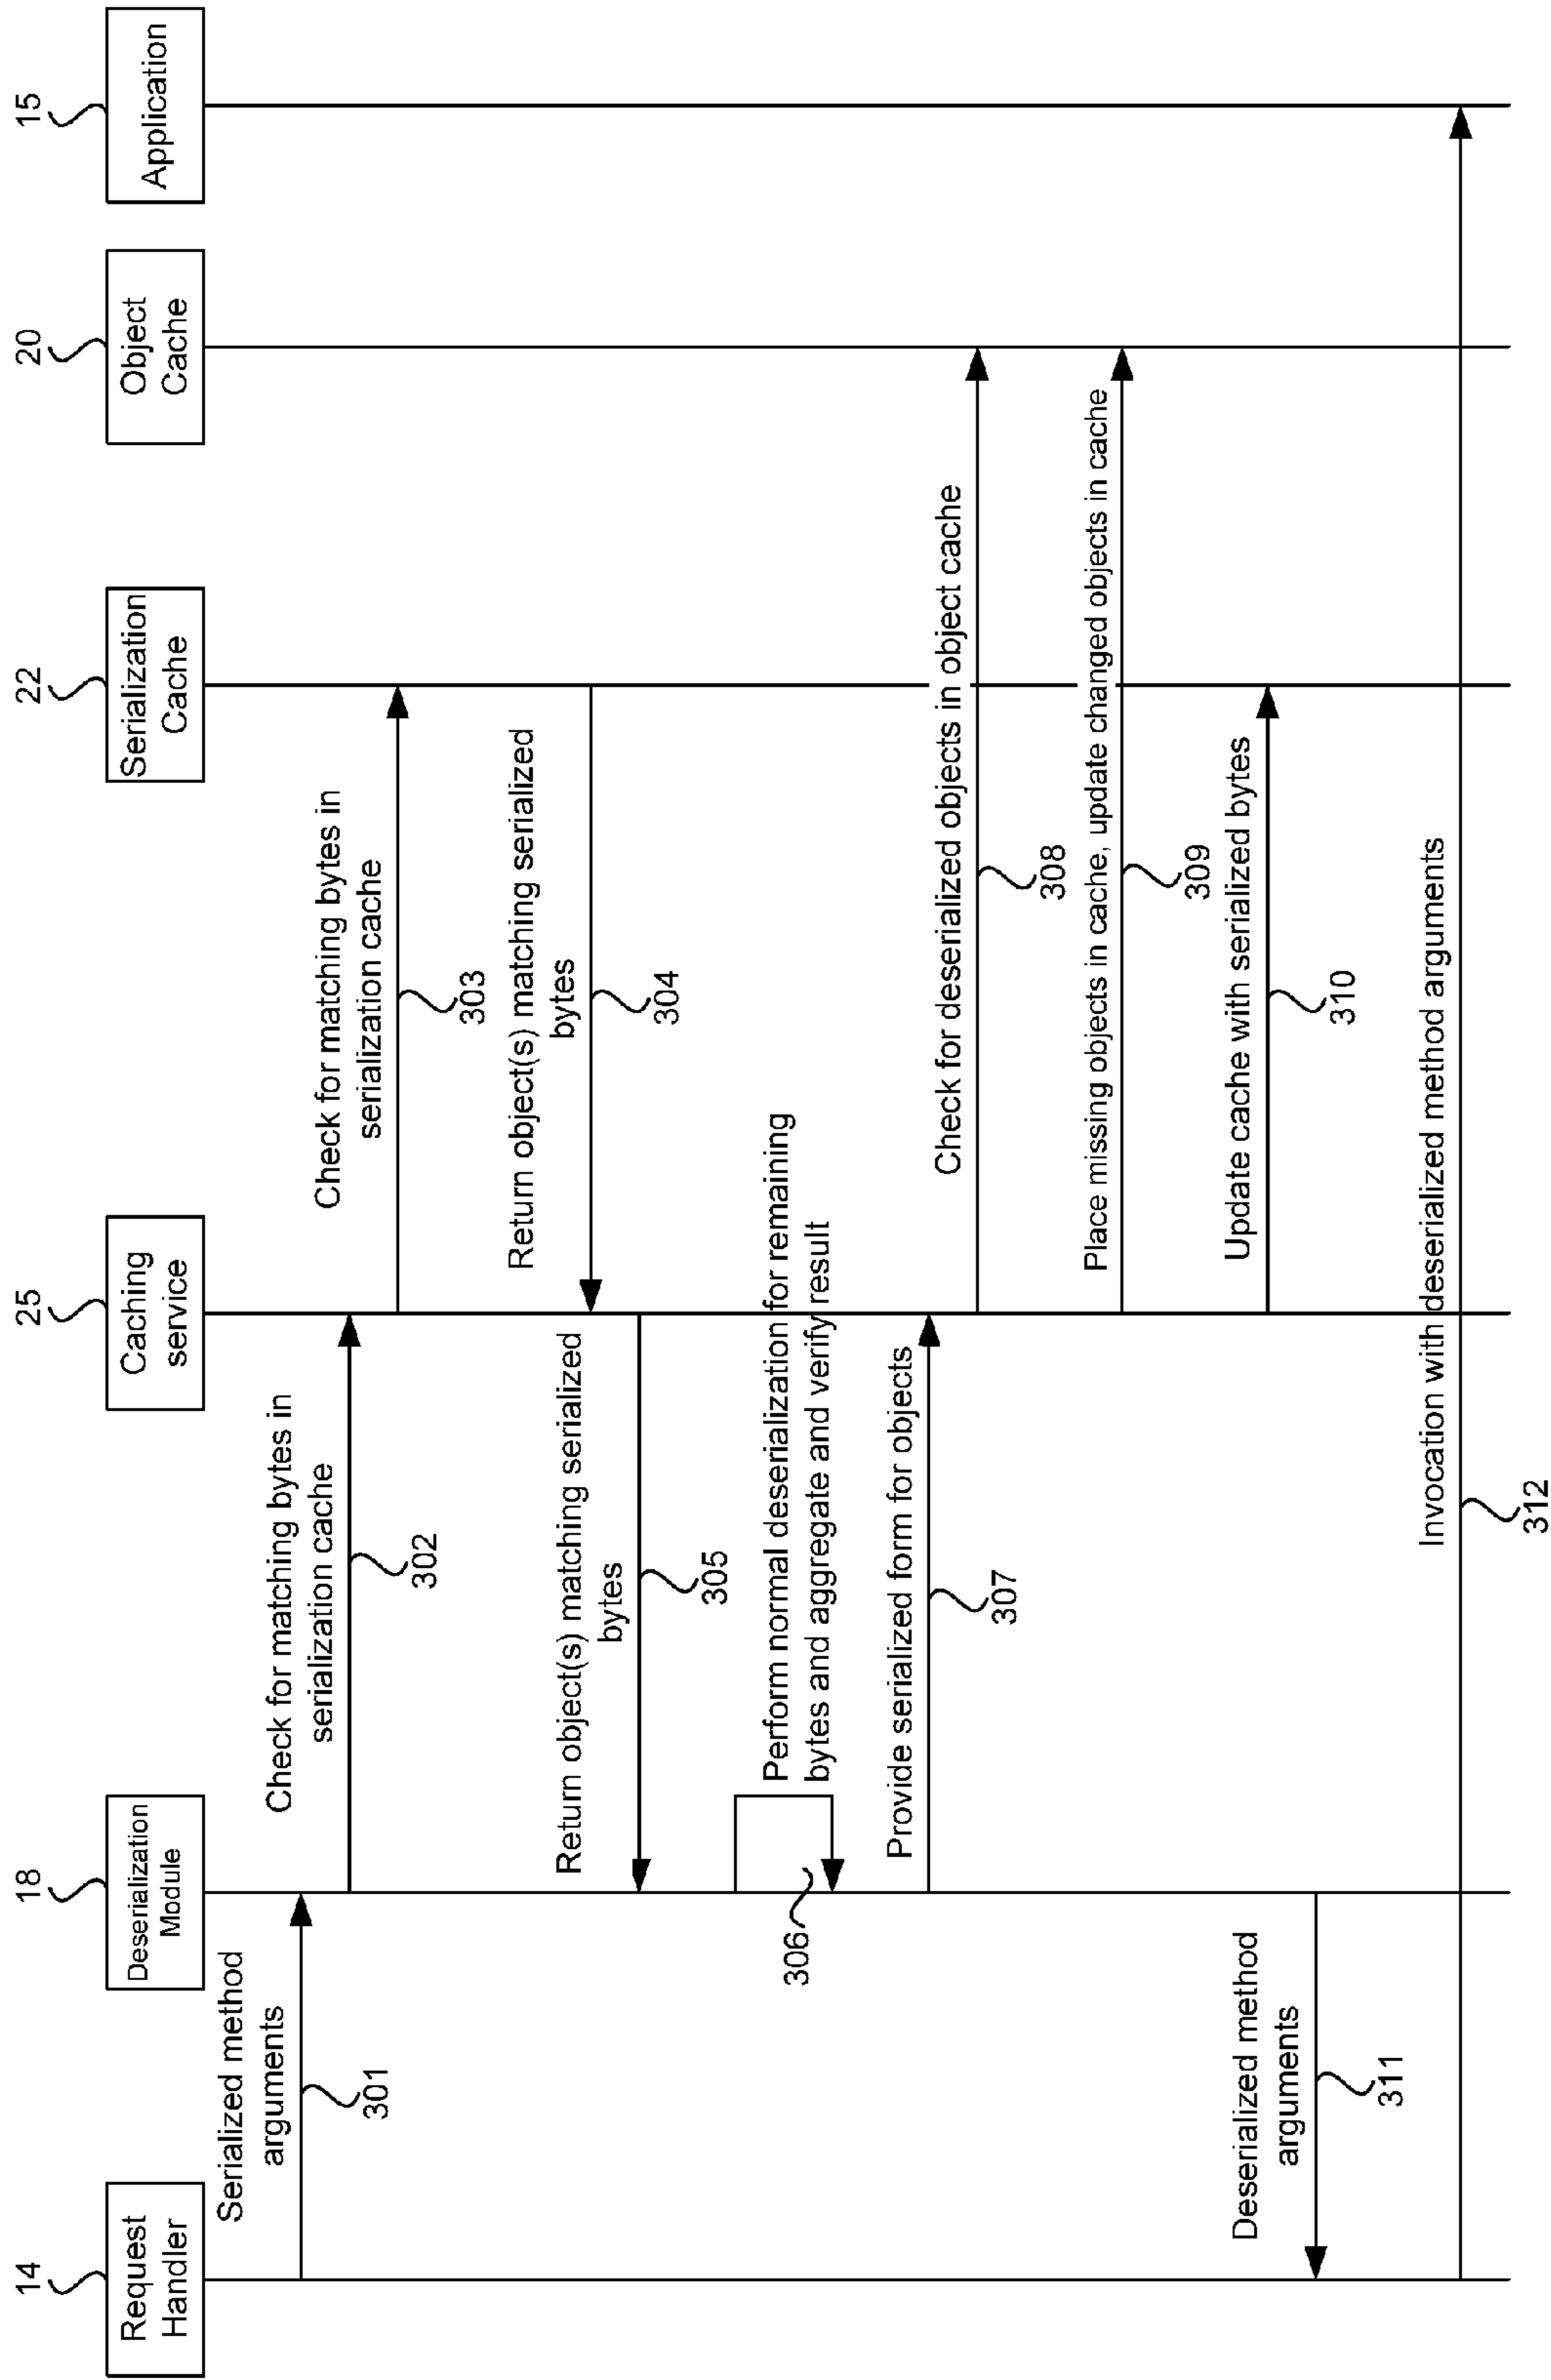 14
Request
Handler
18
Deserialization
Module
25
Caching
service
22
Serialization
Cache
20
Object
Cache
15
Application
Serialized method
arguments
301
Check for matching bytes in
serialization cache
302
Check for matching bytes in
serialization cache
303
Return object(s) matching serialized
bytes
304
Return object(s) matching serialized
bytes
305
Perform normal deserialization for remaining
bytes and aggregate and verify result
306
Provide serialized form for objects
307
Check for deserialized objects in object cache
308
Place missing objects in cache, update changed objects in cache
309
Update cache with serialized bytes
310
Deserialized method
arguments
311
Invocation with deserialized method arguments
312